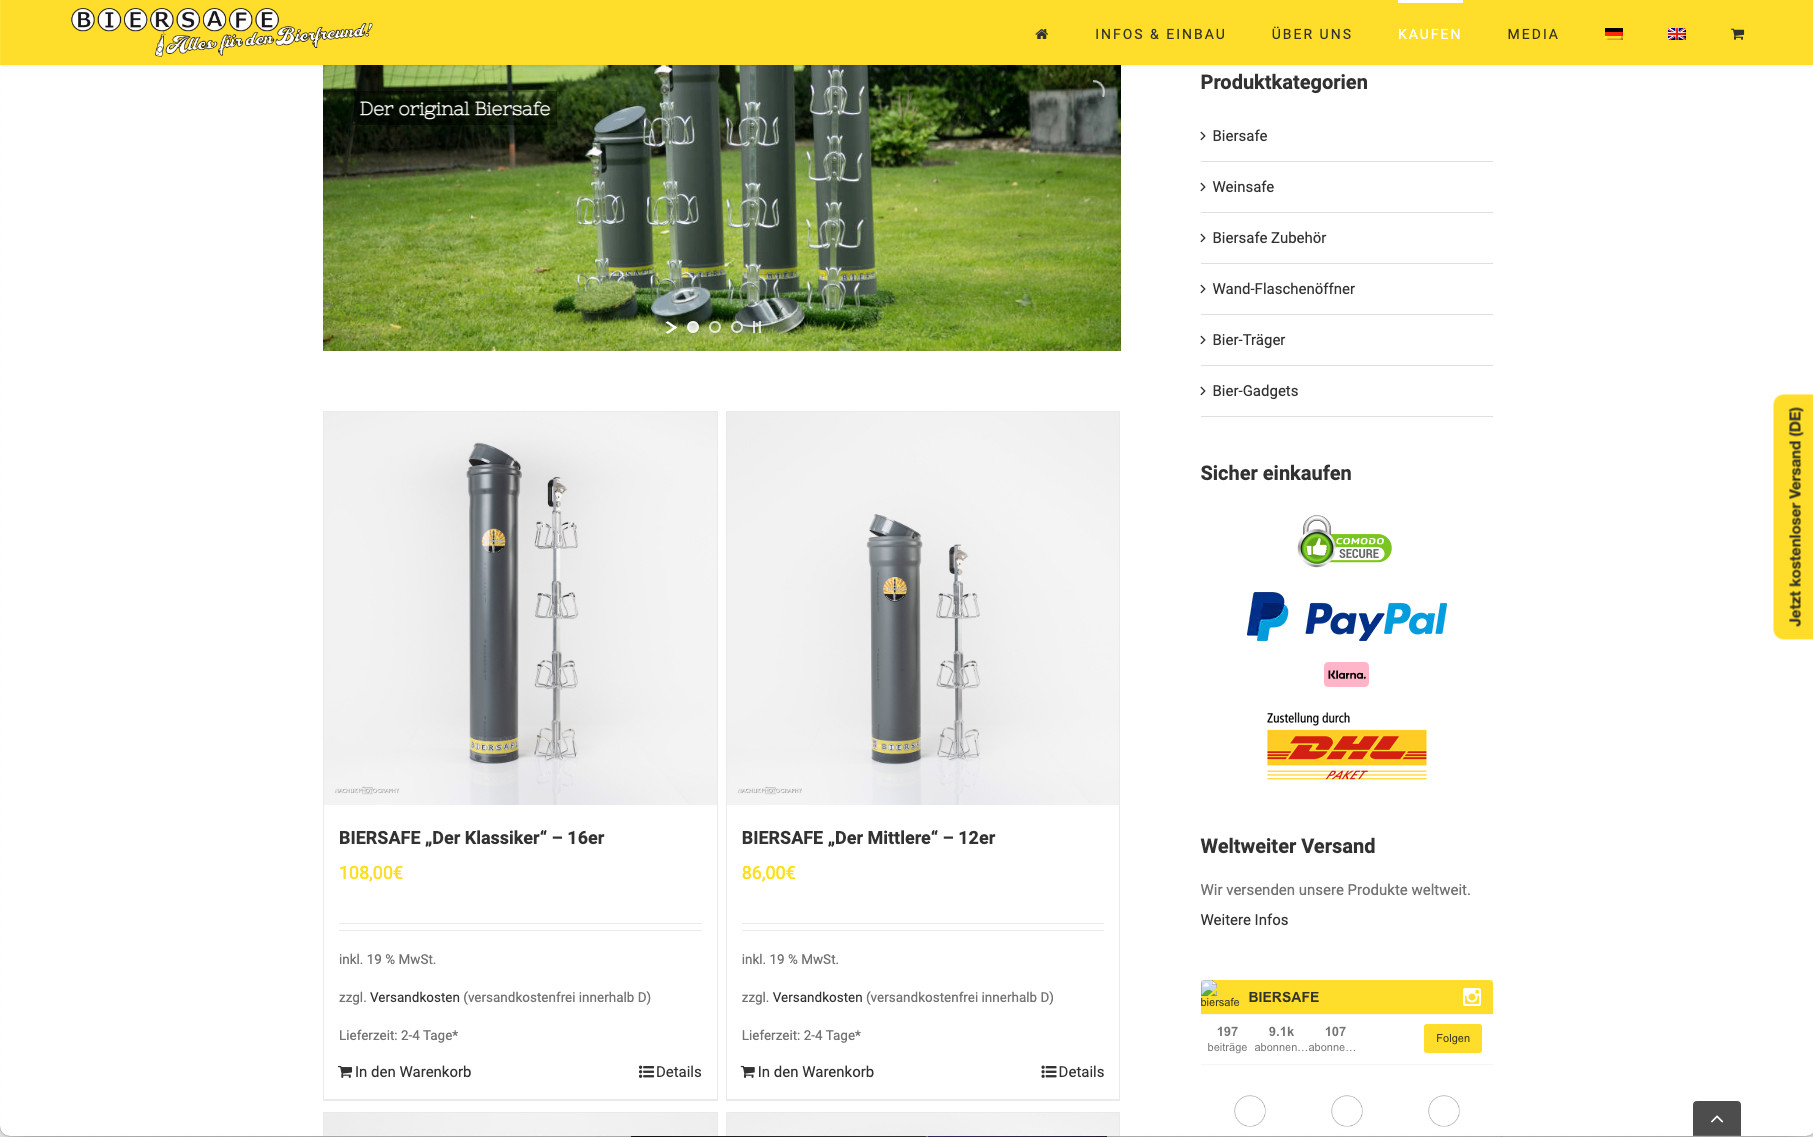 BIERSAFE
Alles für den Bierfreund!
INFOS & EINBAU
ÜBER UNS
KAUFEN
MEDIA
Der original Biersafe
BIERSAFE „Der Klassiker“ – 16er
108,00€
inkl. 19 % MwSt.
zzgl. Versandkosten (versandkostenfrei innerhalb D)
Lieferzeit: 2-4 Tage*
In den Warenkorb
Details
BIERSAFE „Der Mittlere“ – 12er
86,00€
inkl. 19 % MwSt.
zzgl. Versandkosten (versandkostenfrei innerhalb D)
Lieferzeit: 2-4 Tage*
In den Warenkorb
Details
Produktkategorien
Biersafe
Weinsafe
Biersafe Zubehör
Wand-Flaschenöffner
Bier-Träger
Bier-Gadgets
Sicher einkaufen
COMODO
SECURE
PayPal
Klarna.
Zustellung durch
DHL
PAKET
Weltweiter Versand
Wir versenden unsere Produkte weltweit.
Weitere Infos
biersafe
BIERSAFE
197
beiträge
9.1k
abonnen…
107
abonne…
Folgen
Jetzt kostenloser Versand (DE)